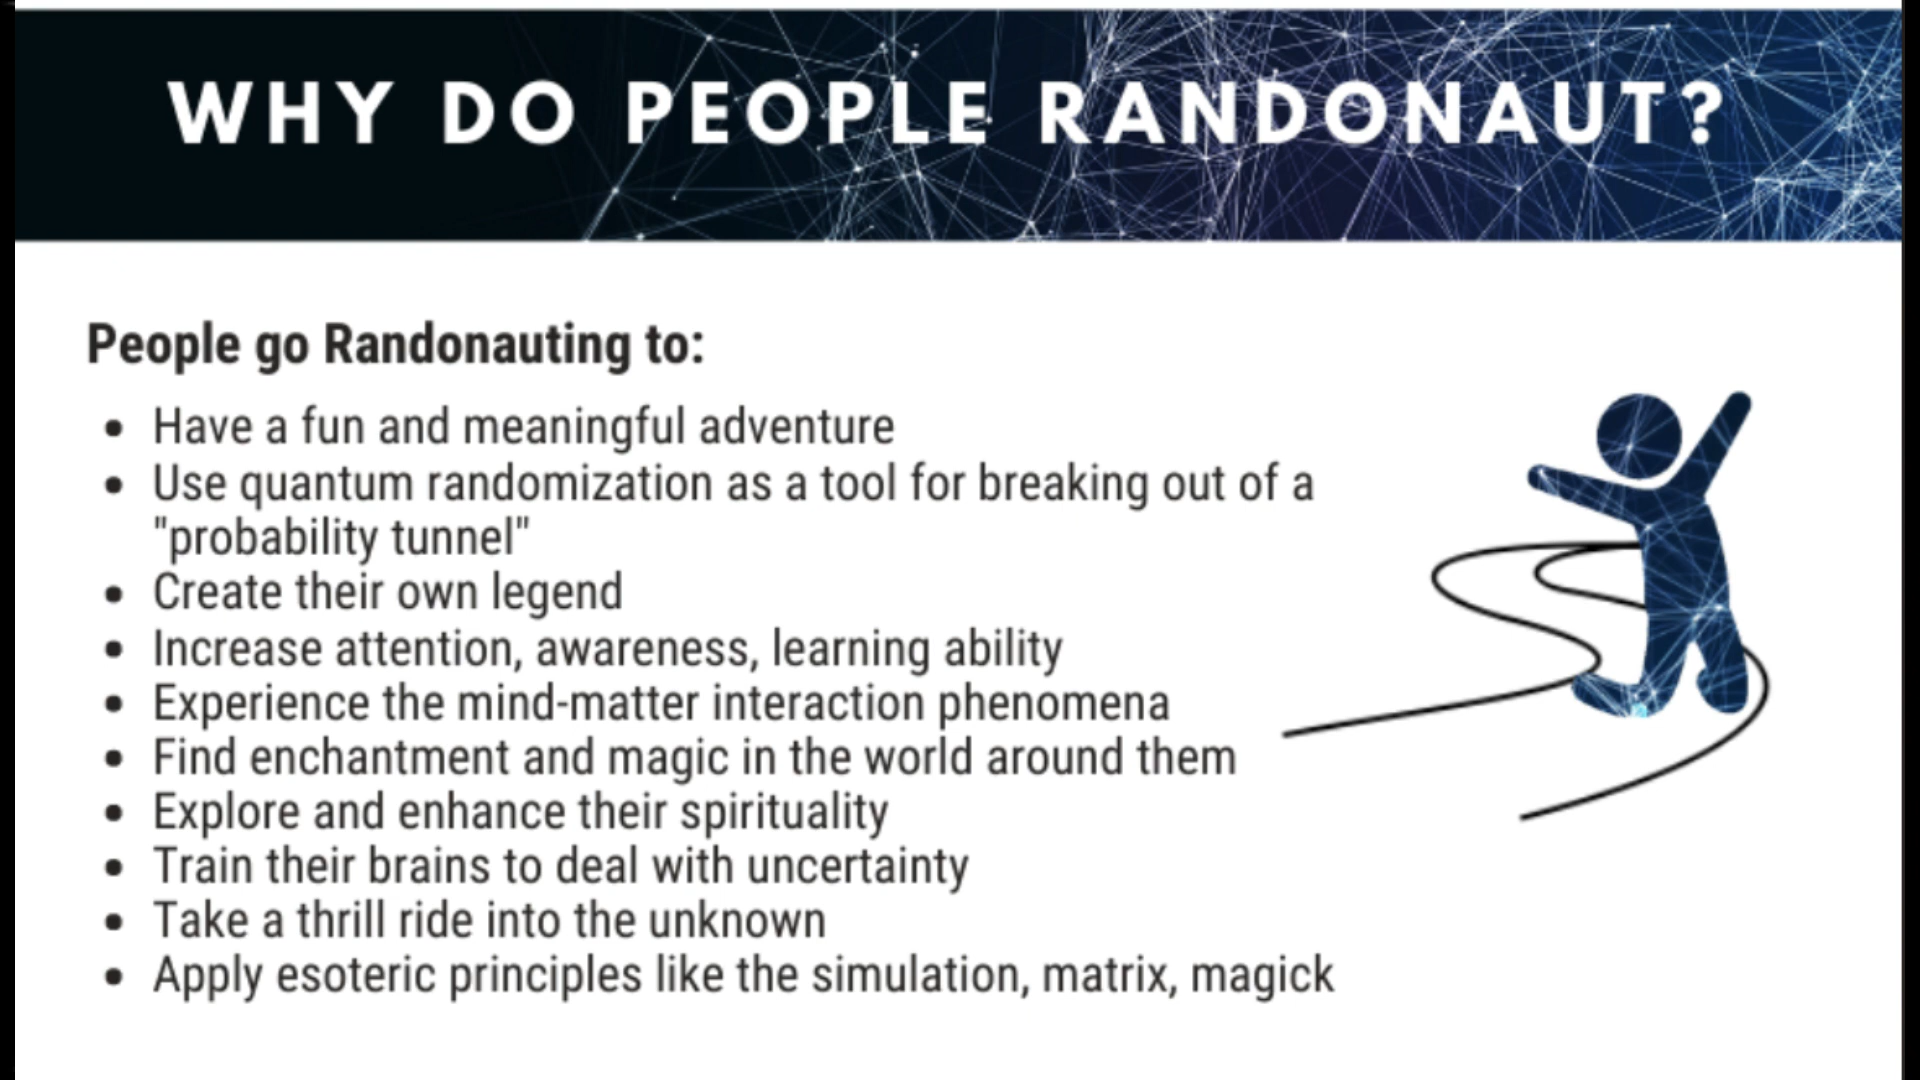 WHY DO PEOPLE RANDONAUT?
People go Randonauting to:
• Have a fun and meaningful adventure
• Use quantum randomization as a tool for breaking out of a
"probability tunnel"
• Create their own legend
• Increase attention, awareness, learning ability
• Experience the mind-matter interaction phenomena
• Find enchantment and magic in the world around them
• Explore and enhance their spirituality
• Train their brains to deal with uncertainty
• Take a thrill ride into the unknown
• Apply esoteric principles like the simulation, matrix, magick